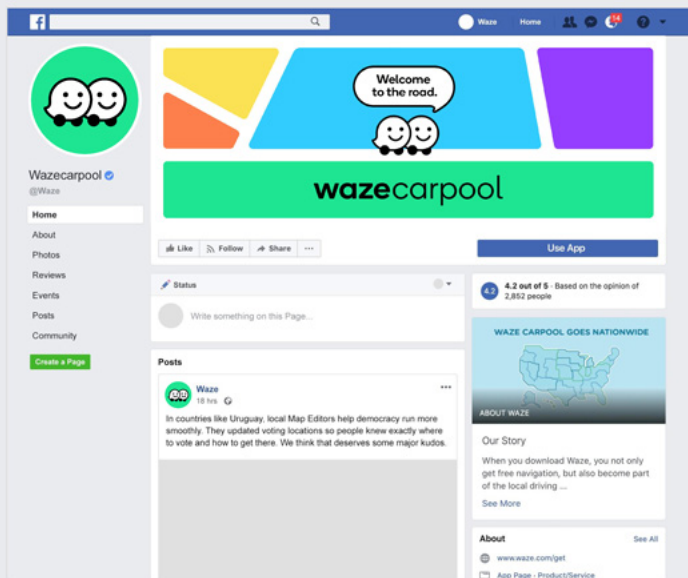 Waze
Home
14
Welcome
to the road.
wazecarpool
Wazecarpool
@Waze
Home
About
Photos
Reviews
Events
Posts
Community
Create a Page
Like
Follow
Share
Use App
Status
Write something on this Page...
Posts
Waze
18 hrs
In countries like Uruguay, local Map Editors help democracy run more
smoothly. They updated voting locations so people knew exactly where
to vote and how to get there. We think that deserves some major kudos.
4.2
4.2 out of 5 · Based on the opinion of
2,852 people
WAZE CARPOOL GOES NATIONWIDE
ABOUT WAZE
Our Story
When you download Waze, you not only
get free navigation, but also become part
of the local driving ...
See More
About
See All
www.waze.com/get
App Page · Product/Service